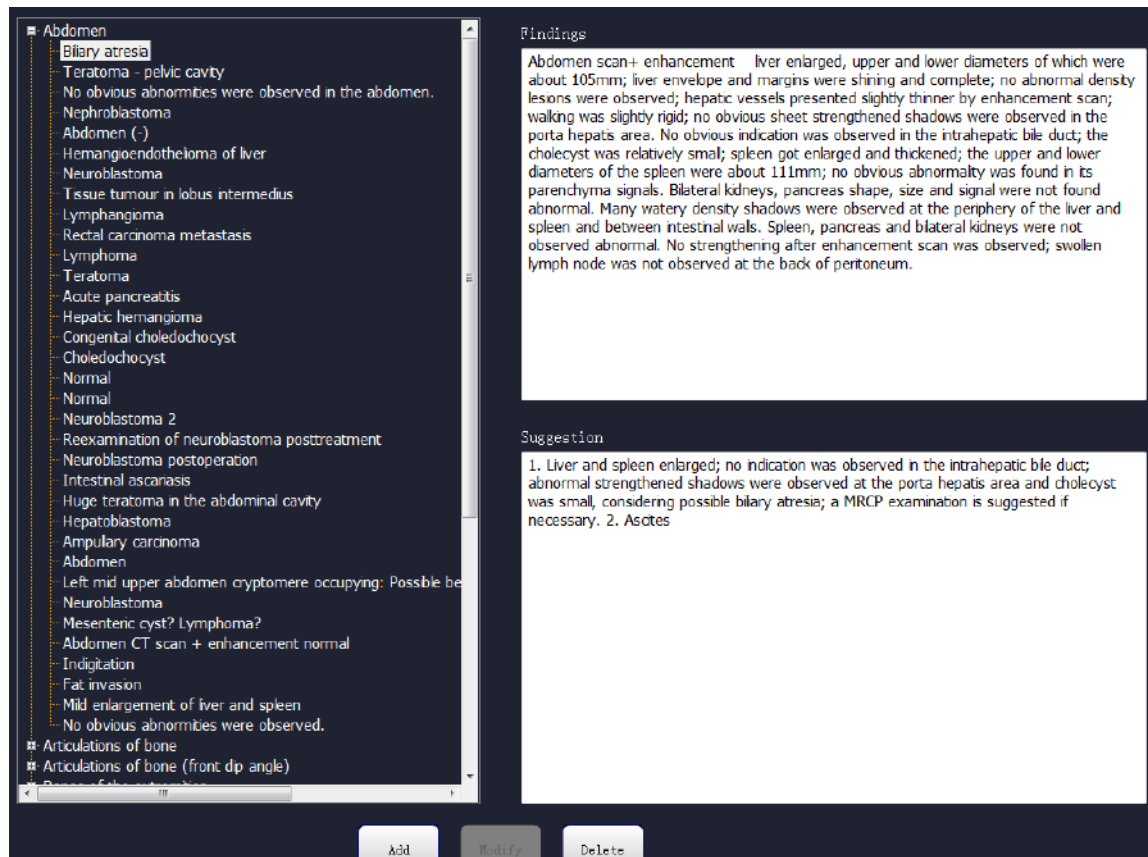 Abdomen
Biliary atresia
Teratoma - pelvic cavity
No obvious abnormities were observed in the abdomen.
Nephroblastoma
Abdomen (-)
Hemangioendothelioma of liver
Neuroblastoma
Tissue tumour in lobus intermedius
Lymphangioma
Rectal carcinoma metastasis
Lymphoma
Teratoma
Acute pancreatitis
Hepatic hemangioma
Congenital choledochocyst
Choledochocyst
Normal
Normal
Neuroblastoma 2
Reexamination of neuroblastoma posttreatment
Neuroblastoma postoperation
Intestinal ascariasis
Huge teratoma in the abdominal cavity
Hepatoblastoma
Ampullary carcinoma
Abdomen
Left mid upper abdomen cryptomere occupying: Possible be
Neuroblastoma
Mesenteric cyst? Lymphoma?
Abdomen CT scan + enhancement normal
Indigitation
Fat invasion
Mild enlargement of liver and spleen
No obvious abnormities were observed.
Articulations of bone
Articulations of bone (front dip angle)
Findings
Abdomen scan+ enhancement liver enlarged, upper and lower diameters of which were
about 105mm; liver envelope and margins were shining and complete; no abnormal density
lesions were observed; hepatic vessels presented slightly thinner by enhancement scan;
walking was slightly rigid; no obvious sheet strengthened shadows were observed in the
porta hepatis area. No obvious indication was observed in the intrahepatic bile duct; the
cholecyst was relatively small; spleen got enlarged and thickened; the upper and lower
diameters of the spleen were about 111mm; no obvious abnormality was found in its
parenchyma signals. Bilateral kidneys, pancreas shape, size and signal were not found
abnormal. Many watery density shadows were observed at the periphery of the liver and
spleen and between intestinal walls. Spleen, pancreas and bilateral kidneys were not
observed abnormal. No strengthening after enhancement scan was observed; swollen
lymph node was not observed at the back of peritoneum.
Suggestion
1. Liver and spleen enlarged; no indication was observed in the intrahepatic bile duct;
abnormal strengthened shadows were observed at the porta hepatis area and cholecyst
was small, considering possible biliary atresia; a MRCP examination is suggested if
necessary. 2. Ascites
Add
Modify
Delete